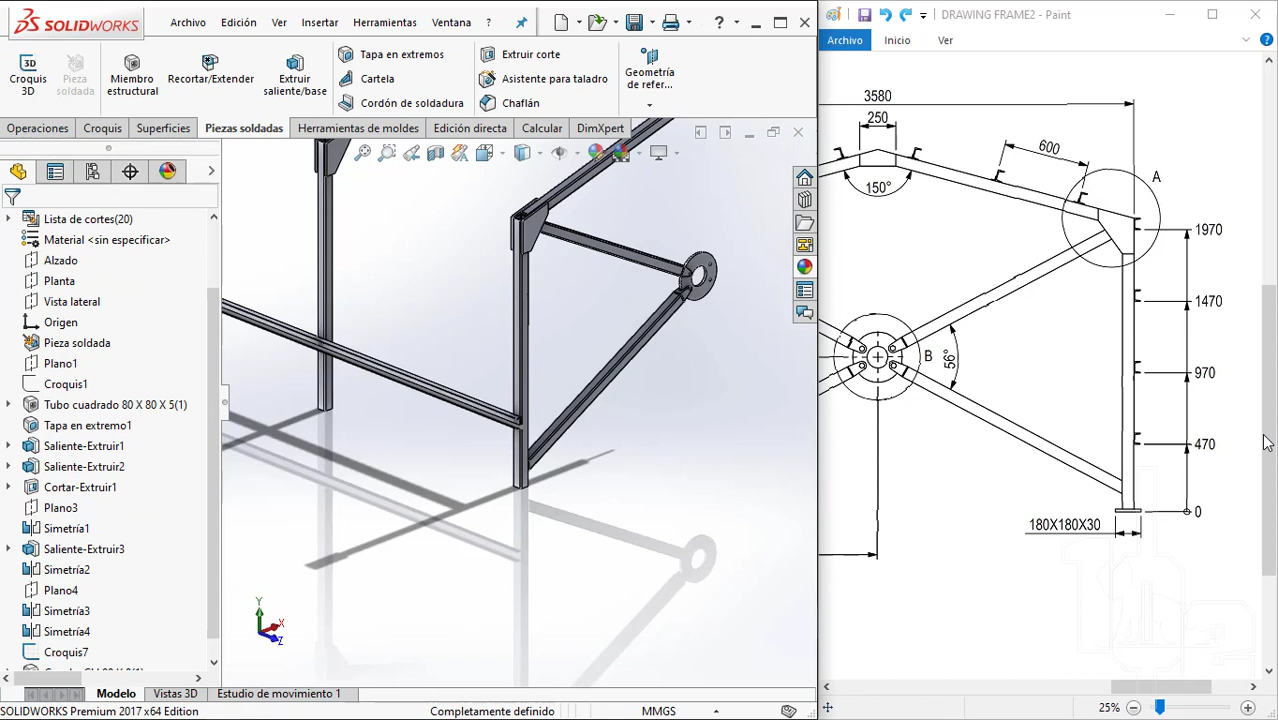 SOLIDWORKS
Archivo Edición Ver Insertar Herramientas Ventana ?
DRAWING FRAME2 - Paint
Archivo Inicio Ver
Croquis 3D
Pieza soldada
Miembro estructural
Recortar/Extender
Extruir saliente/base
Tapa en extremos
Cartela
Cordón de soldadura
Extruir corte
Asistente para taladro
Chaflán
Geometría de refer...
Operaciones Croquis Superficies Piezas soldadas Herramientas de moldes Edición directa Calcular DimXpert
Lista de cortes(20)
Material <sin especificar>
Alzado
Planta
Vista lateral
Origen
Pieza soldada
Plano1
Croquis1
Tubo cuadrado 80 X 80 X 5(1)
Tapa en extremo1
Saliente-Extruir1
Saliente-Extruir2
Cortar-Extruir1
Plano3
Simetría1
Saliente-Extruir3
Simetría2
Plano4
Simetría3
Simetría4
Croquis7
Y
X
Z
3580
250
600
A
150°
1970
1470
B
56°
970
470
180X180X30
0
Modelo Vistas 3D Estudio de movimiento 1
SOLIDWORKS Premium 2017 x64 Edition Completamente definido MMGS
25%